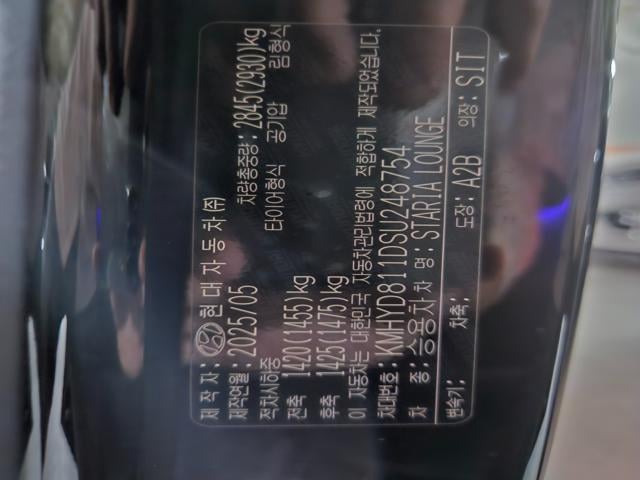 제 작 자: 현대자동차㈜
제작연월: 2025/05 차량총중량: 2845(2930)kg
적차시하중 타이어형식 공기압 림형식
전축 1420(1455)kg
후축 1425(1475)kg
이 자동차는 대한민국 자동차관리법령에 적합하게 제작되었습니다.
차대번호: KMHYD811DSU248754
차 종: 승용차 차 명: STARIA LOUNGE
변속기: 차축: 도장: A2B 의장: S1T